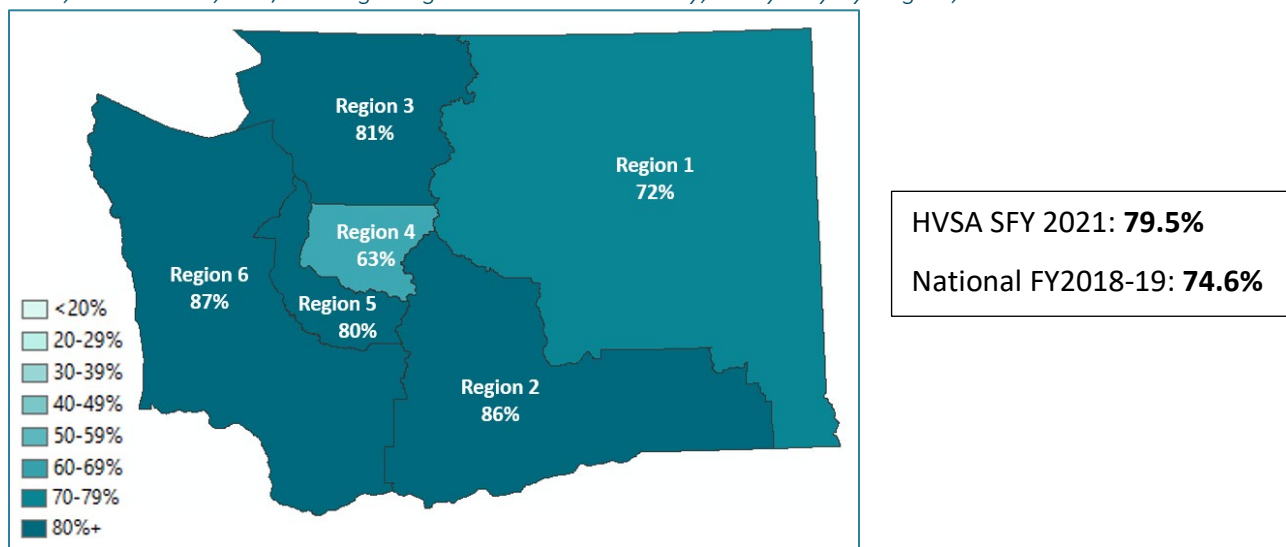 Region 3
81%
Region 1
72%
Region 4
63%
Region 6
87%
Region 5
80%
Region 2
86%
<20%
20-29%
30-39%
40-49%
50-59%
60-69%
70-79%
80%+
HVSA SFY 2021: 79.5%
National FY2018-19: 74.6%